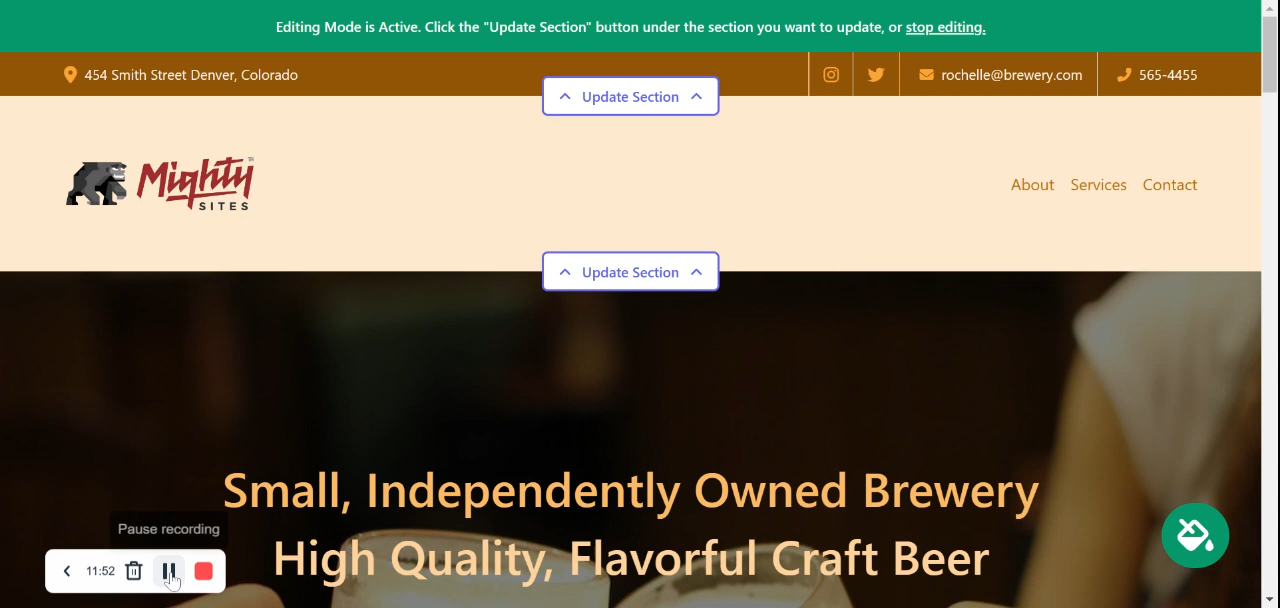 Editing Mode is Active. Click the "Update Section" button under the section you want to update, or stop editing.
454 Smith Street Denver, Colorado
rochelle@brewery.com
565-4455
Update Section
Mighty
SITES
TM
About
Services
Contact
Update Section
Small, Independently Owned Brewery
High Quality, Flavorful Craft Beer
Pause recording
11:52